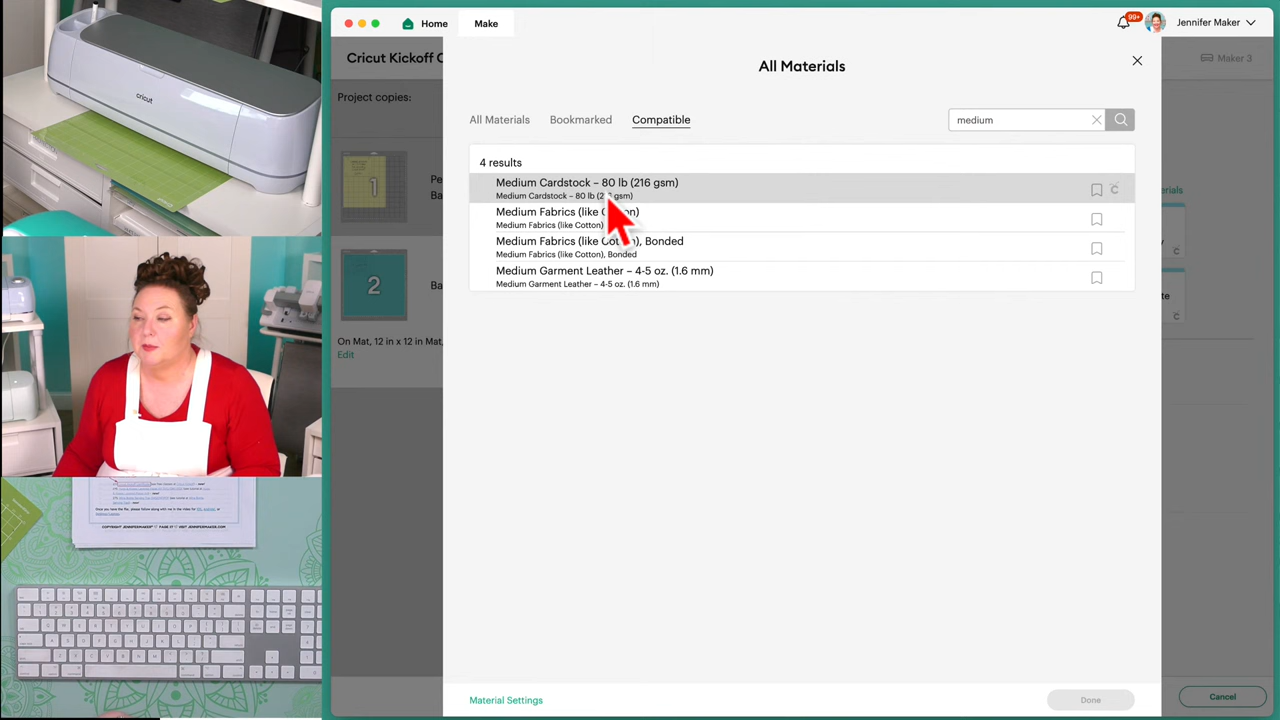 Home
Make
99+
Jennifer Maker
Cricut Kickoff C
Maker 3
Project copies:
All Materials
All Materials
Bookmarked
Compatible
medium
4 results
Medium Cardstock – 80 lb (216 gsm)
Medium Cardstock – 80 lb gsm)
Medium Fabrics (like
Medium Fabrics (like Cotton)
Medium Fabrics (like Bonded
Medium Fabrics (like Cotton), Bonded
Medium Garment Leather – 4-5 oz. (1.6 mm)
Medium Garment Leather – 4-5 oz. (1.6 mm)
1
2
On Mat, 12 in x 12 in Mat,
Edit
Material Settings
Done
Cancel
cricut